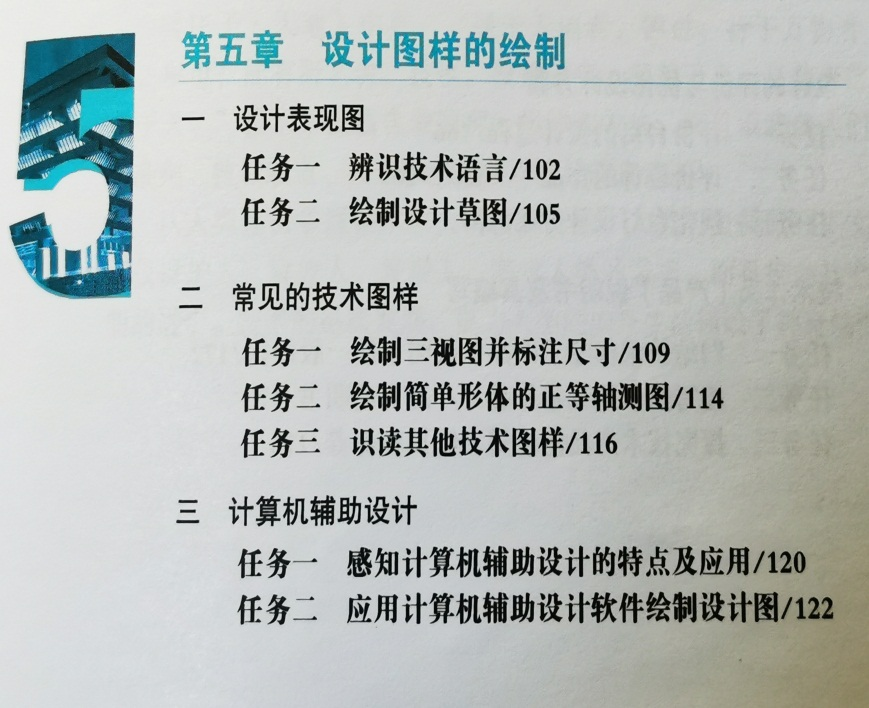 5
第五章 设计图样的绘制
一 设计表现图
任务一 辨识技术语言/102
任务二 绘制设计草图/105
二 常见的技术图样
任务一 绘制三视图并标注尺寸/109
任务二 绘制简单形体的正等轴测图/114
任务三 识读其他技术图样/116
三 计算机辅助设计
任务一 感知计算机辅助设计的特点及应用/120
任务二 应用计算机辅助设计软件绘制设计图/122